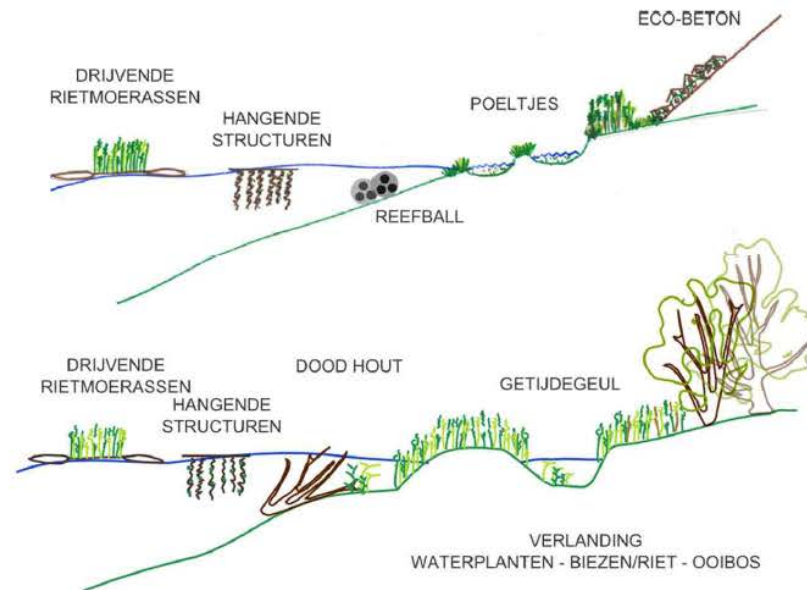 ECO-BETON
DRIJVENDE
RIETMOERASSEN
HANGENDE
STRUCTUREN
POELTJES
REEFBALL
DRIJVENDE
RIETMOERASSEN
HANGENDE
STRUCTUREN
DOOD HOUT
GETIJDEGEUL
VERLANDING
WATERPLANTEN - BIEZEN/RIET - OOIBOS